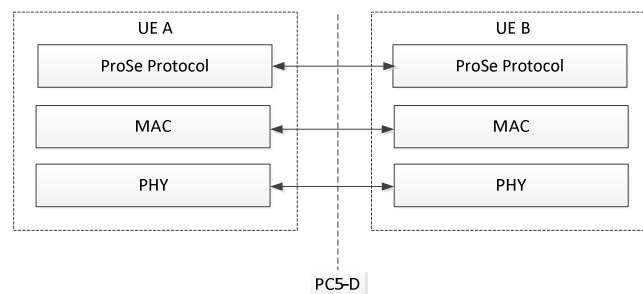 UE A UE B
ProSe Protocol ProSe Protocol
MAC MAC
PHY PHY
PC5-D